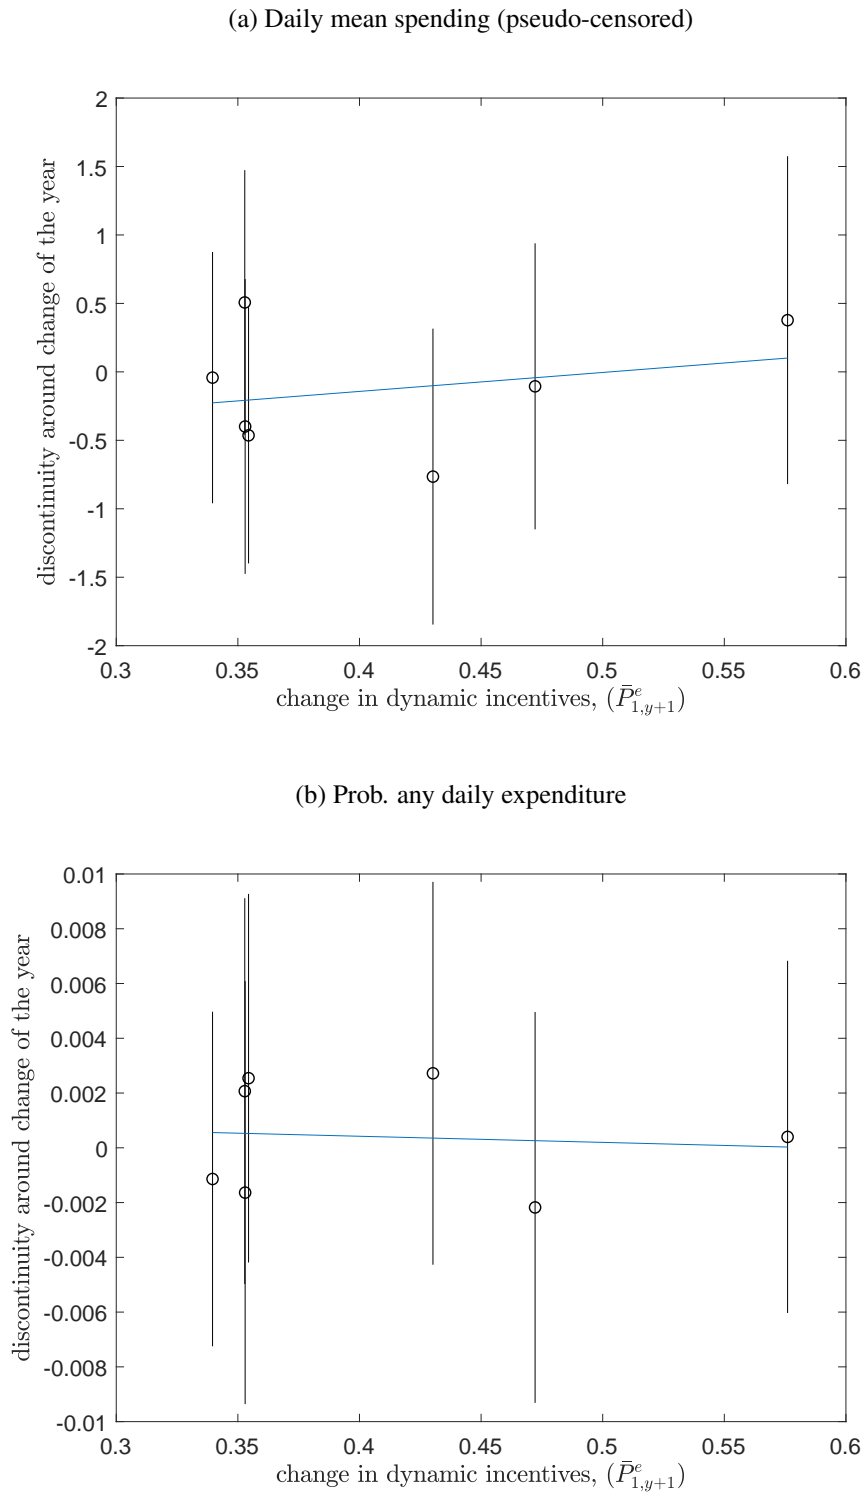 (a) Daily mean spending (pseudo-censored)
discontinuity around change of the year
2
1.5
1
0.5
0
-0.5
-1
-1.5
-2
0.3 0.35 0.4 0.45 0.5 0.55 0.6
change in dynamic incentives, (P̄ᵉ₁,y+1)
(b) Prob. any daily expenditure
discontinuity around change of the year
0.01
0.008
0.006
0.004
0.002
0
-0.002
-0.004
-0.006
-0.008
-0.01
0.3 0.35 0.4 0.45 0.5 0.55 0.6
change in dynamic incentives, (P̄ᵉ₁,y+1)